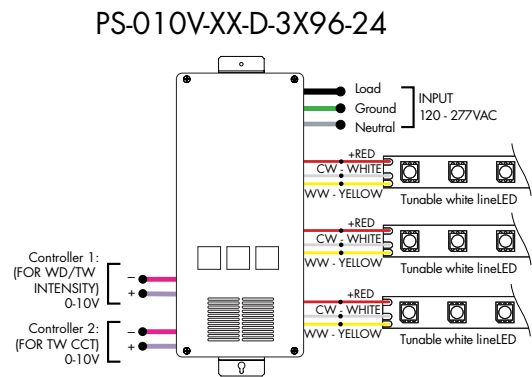 PS-010V-XX-D-3X96-24
Load
Ground
Neutral
INPUT
120 - 277VAC
+RED
CW - WHITE
WW - YELLOW
Tunable white lineLED
+RED
CW - WHITE
WW - YELLOW
Tunable white lineLED
+RED
CW - WHITE
WW - YELLOW
Tunable white lineLED
Controller 1:
(FOR WD/TW
INTENSITY)
0-10V
–
+
Controller 2:
(FOR TW CCT)
0-10V
–
+